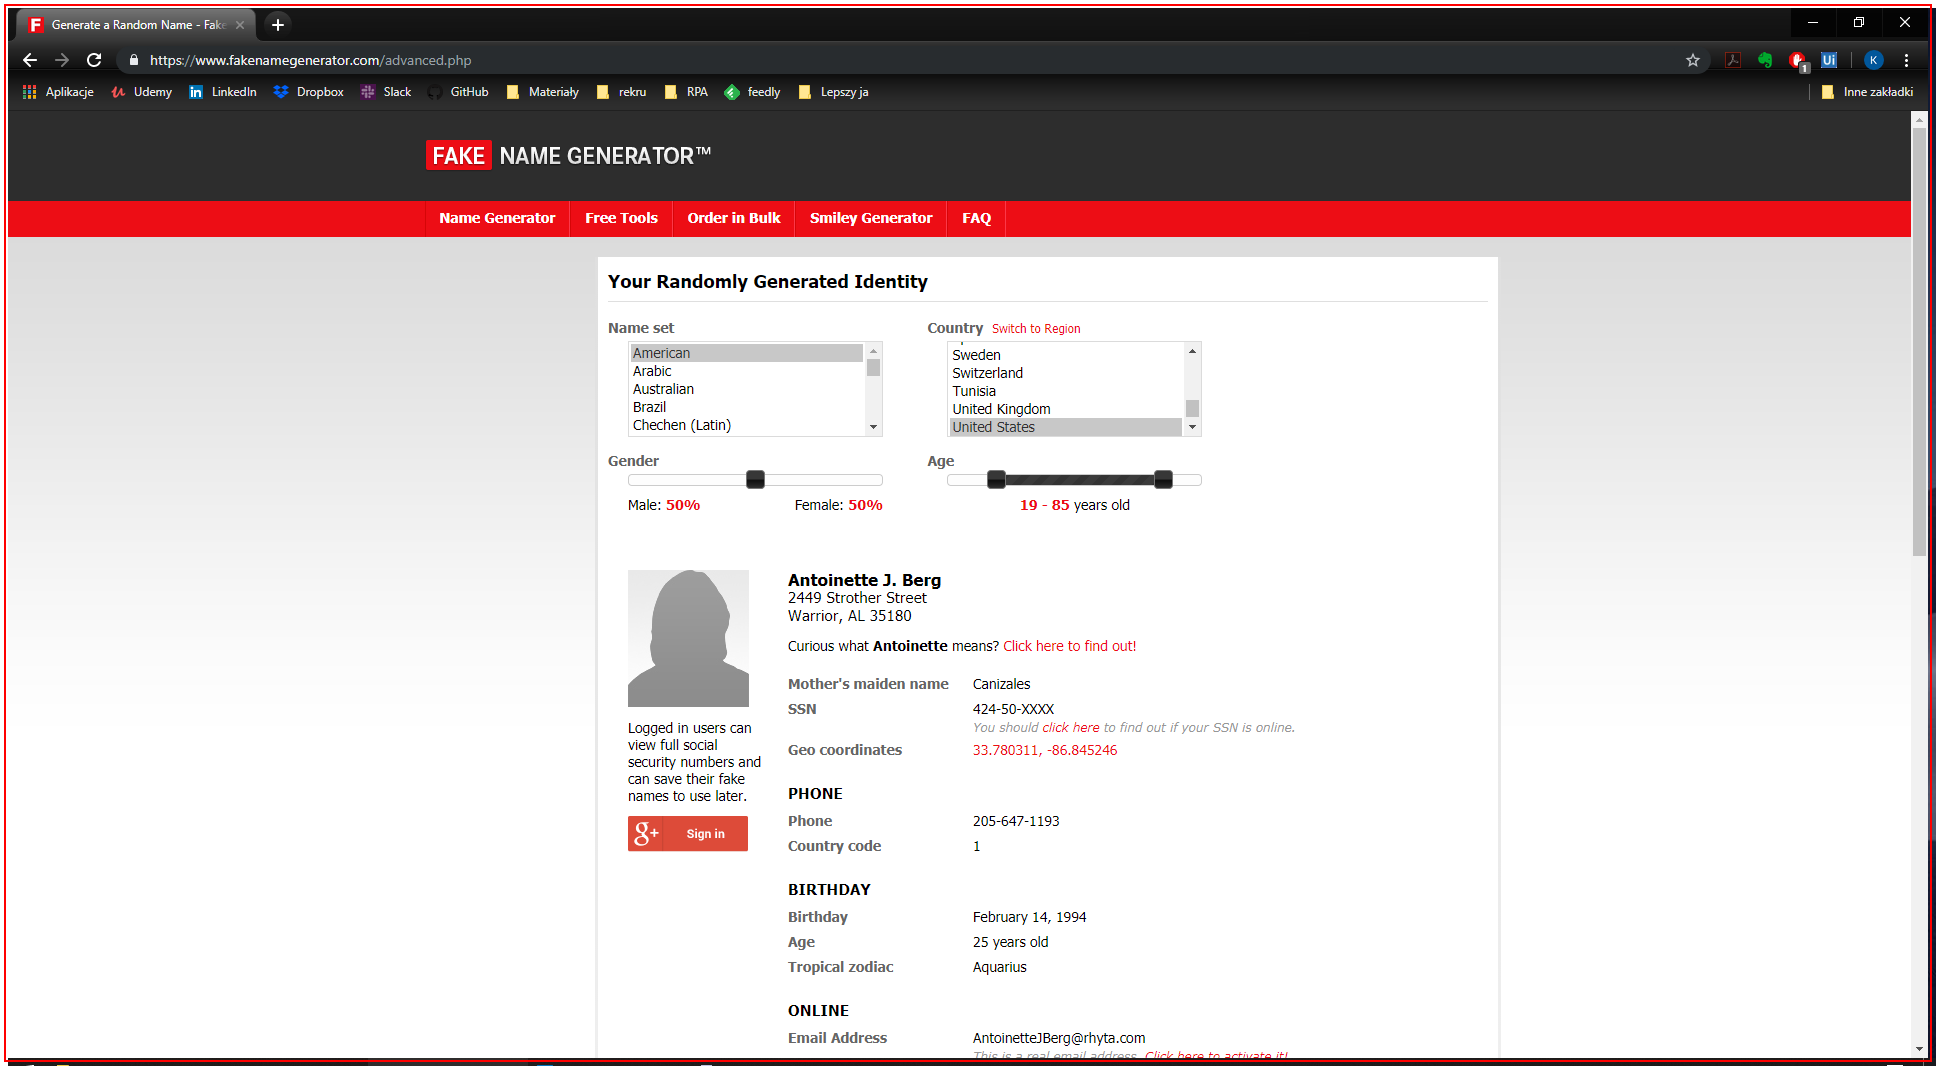 Generate a Random Name - Fake
https://www.fakenamegenerator.com/advanced.php
Ui
1
K
Aplikacje
Udemy
LinkedIn
Dropbox
Slack
GitHub
Materiały
rekru
RPA
feedly
Lepszy ja
Inne zakładki
FAKE NAME GENERATOR™
Name Generator
Free Tools
Order in Bulk
Smiley Generator
FAQ
Your Randomly Generated Identity
Name set
American
Arabic
Australian
Brazil
Chechen (Latin)
Country Switch to Region
Sweden
Switzerland
Tunisia
United Kingdom
United States
Gender
Male: 50%
Female: 50%
Age
19 - 85 years old
Logged in users can
view full social
security numbers and
can save their fake
names to use later.
g+ Sign in
Antoinette J. Berg
2449 Strother Street
Warrior, AL 35180
Curious what Antoinette means? Click here to find out!
Mother's maiden name Canizales
SSN 424-50-XXXX
You should click here to find out if your SSN is online.
Geo coordinates 33.780311, -86.845246
PHONE
Phone 205-647-1193
Country code 1
BIRTHDAY
Birthday February 14, 1994
Age 25 years old
Tropical zodiac Aquarius
ONLINE
Email Address AntoinetteJBerg@rhyta.com
This is a real email address. Click here to activate it!